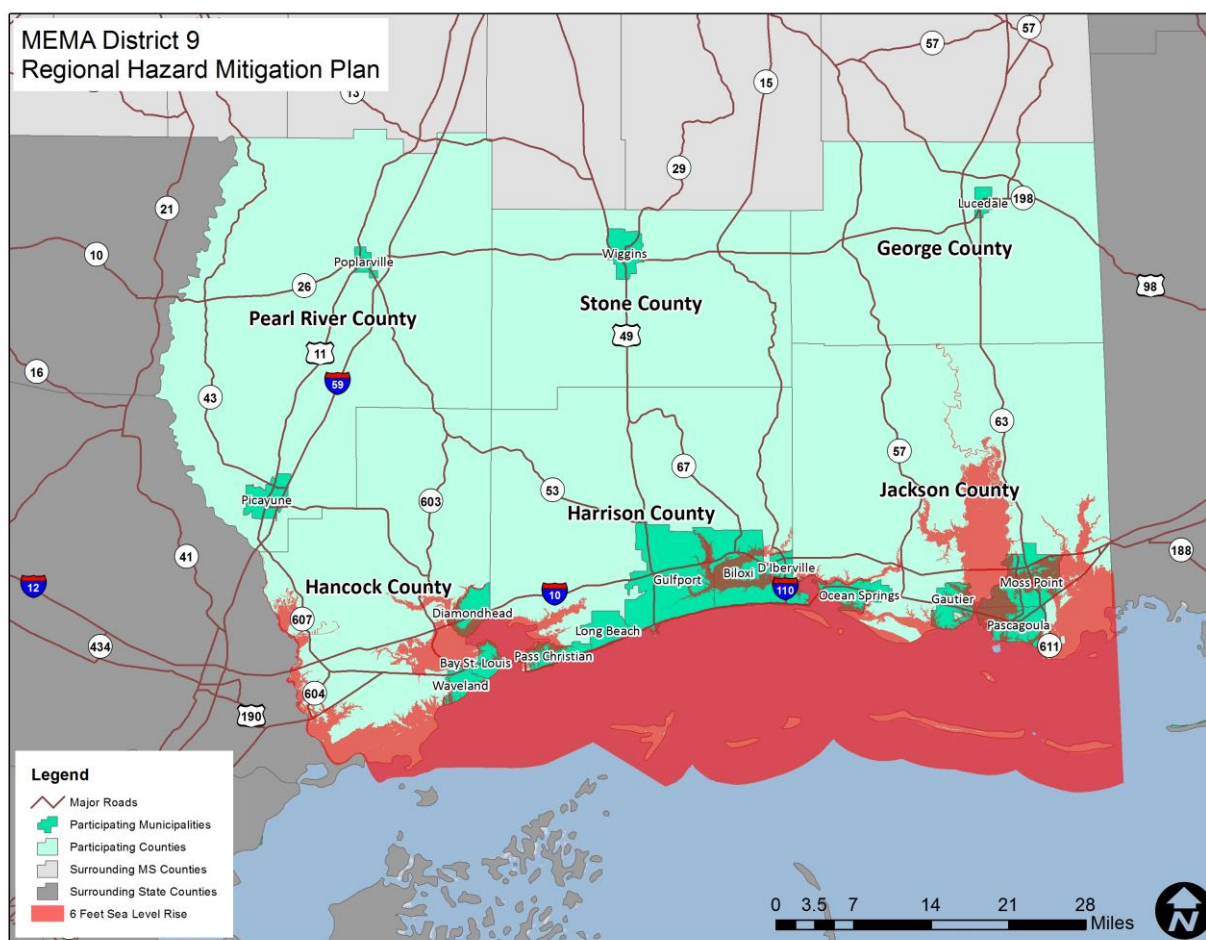 MEMA District 9
Regional Hazard Mitigation Plan
57
57
13
15
29
21
Lucedale
198
George County
10
Poplarville
Wiggins
26
98
Pearl River County
Stone County
11
49
16
59
43
63
57
67
Picayune
603
53
Jackson County
Harrison County
41
188
12
Hancock County
Gulfport
Biloxi
D'Iberville
Moss Point
10
110
Ocean Springs
Gautier
Diamondhead
607
Long Beach
Pascagoula
434
Bay St. Louis
Pass Christian
611
Waveland
604
190
Legend
Major Roads
Participating Municipalities
Participating Counties
Surrounding MS Counties
Surrounding State Counties
6 Feet Sea Level Rise
0 3.5 7 14 21 28
Miles
N